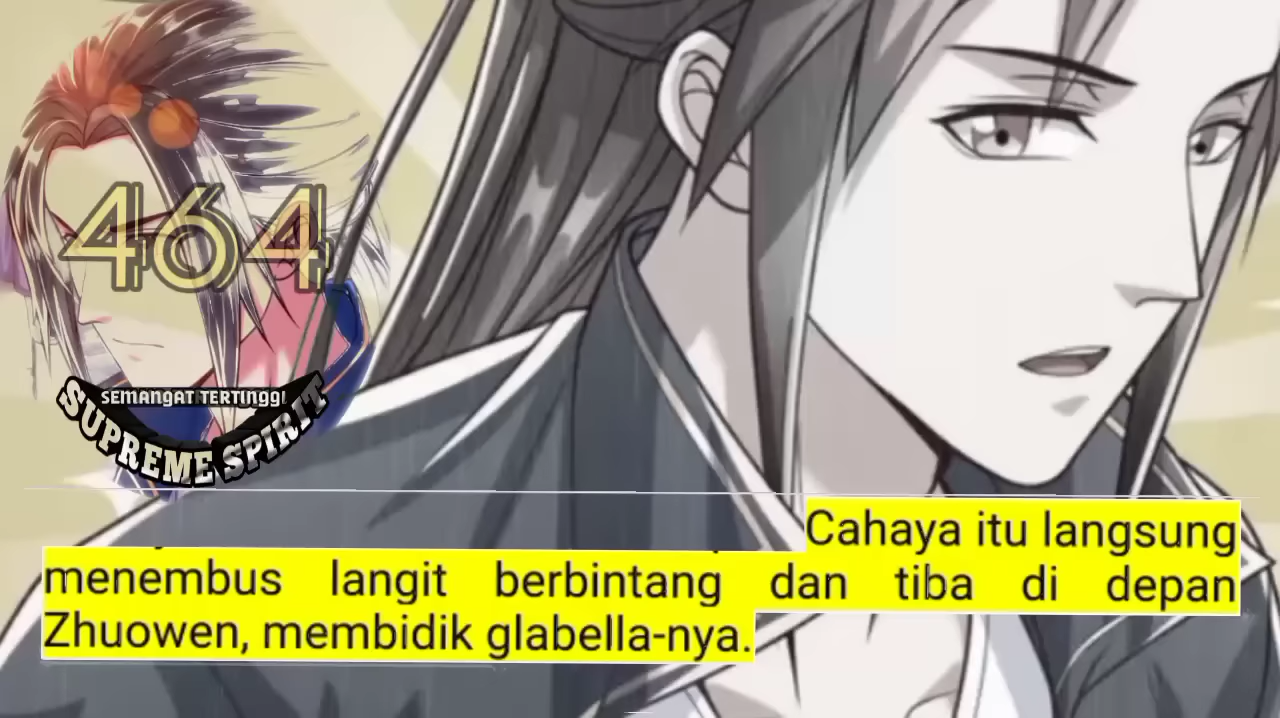 464
SEMANGAT TERTINGGI
SUPREME SPIRIT
Cahaya itu langsung
menembus langit berbintang dan tiba di depan
Zhuowen, membidik glabella-nya.